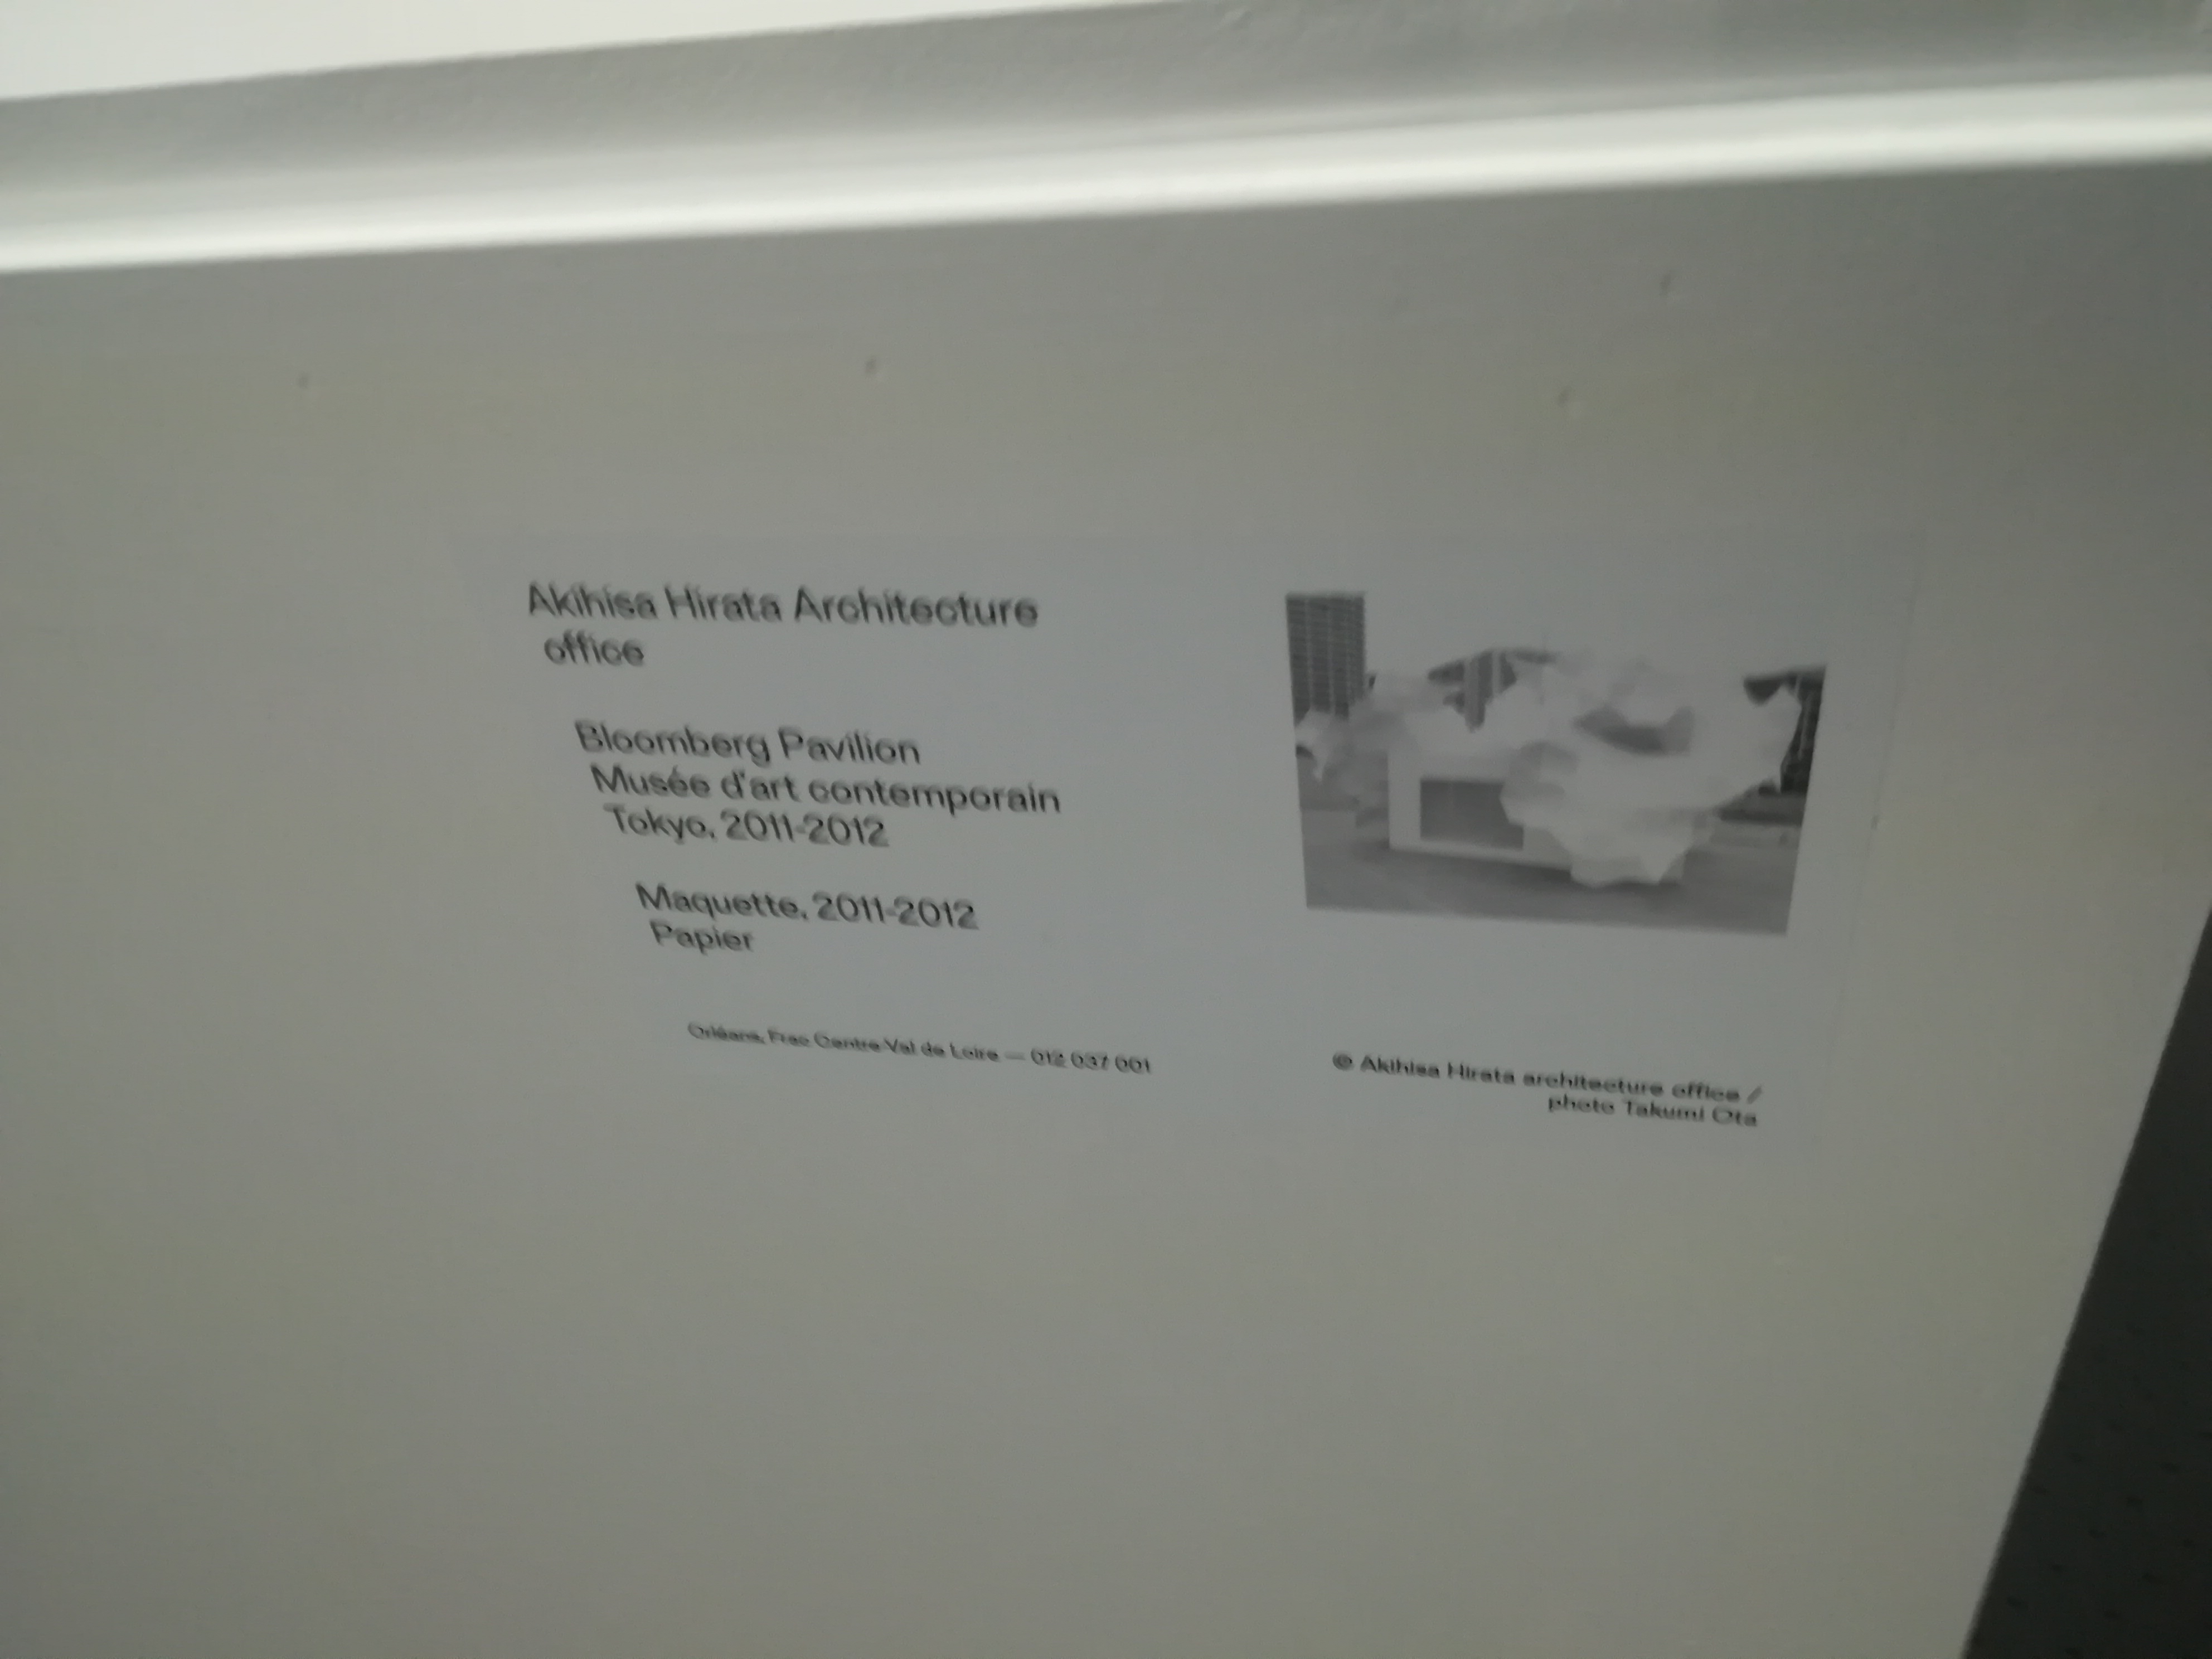 Akihisa Hirata Architecture
office
Bloomberg Pavilion
Musée d'art contemporain
Tokyo, 2011-2012
Maquette, 2011-2012
Papier
Orléans, Frac Centre-Val de Loire — 012 037 001
© Akihisa Hirata architecture office /
photo Takumi Ota